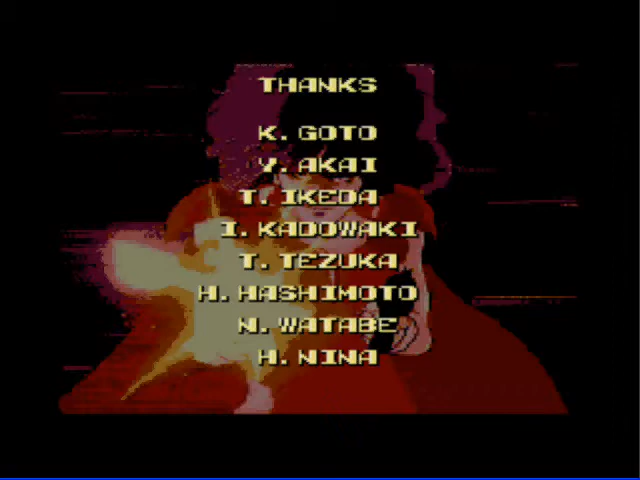 THANKS
K. GOTO
Y. AKAI
T. IKEDA
I. KADOWAKI
T. TEZUKA
H. HASHIMOTO
N. WATABE
H. NINA